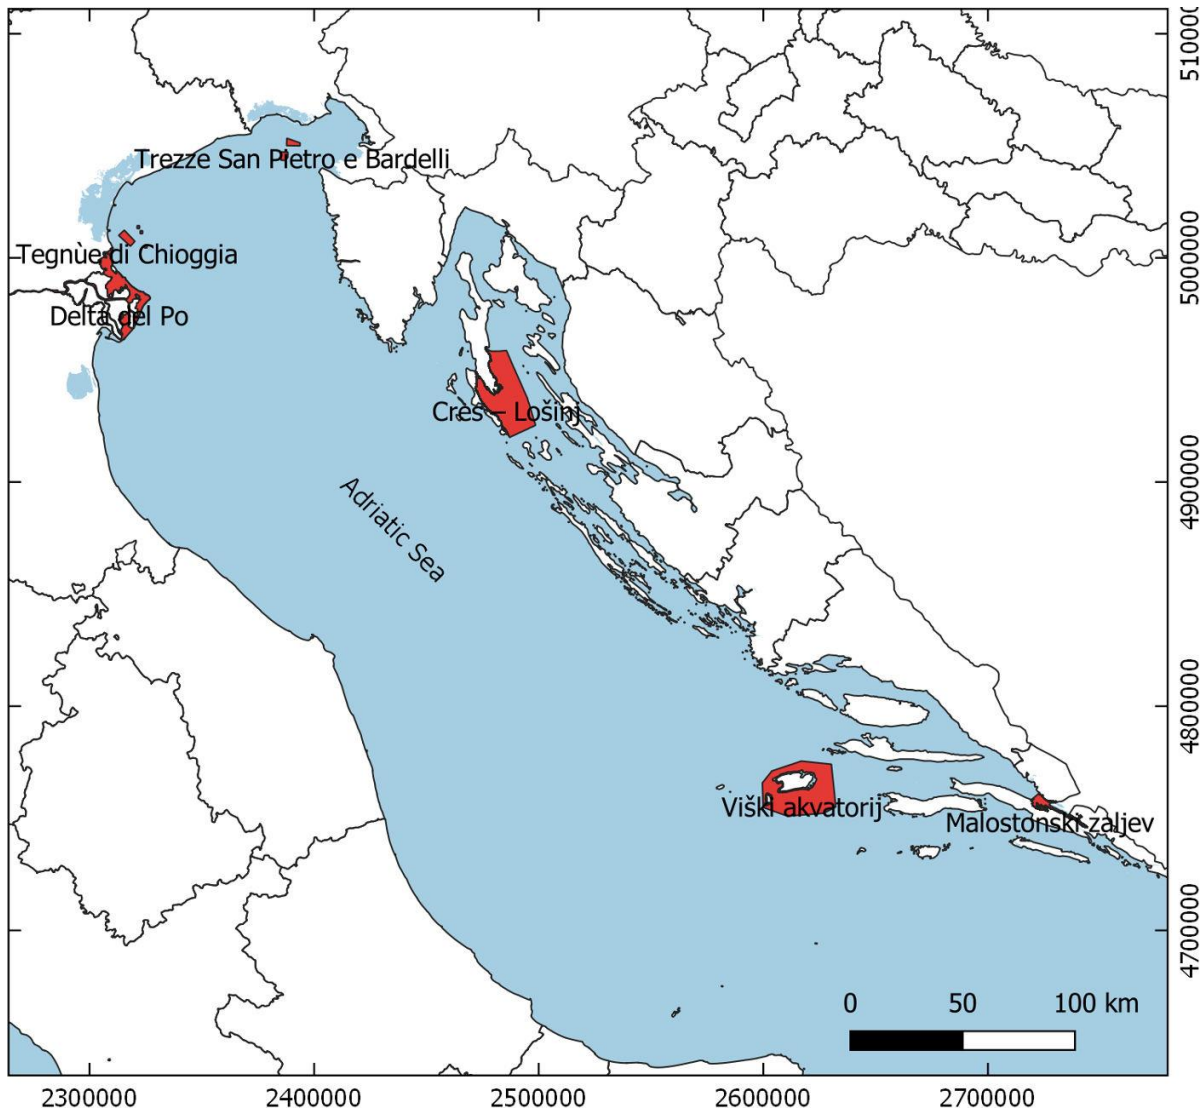 5100000
Trezze San Pietro e Bardelli
Tegnùe di Chioggia
5000000
Delta del Po
Cres – Lošinj
4900000
Adriatic Sea
4800000
Viški akvatorij
Malostonski zaljev
4700000
0 50 100 km
2300000 2400000 2500000 2600000 2700000